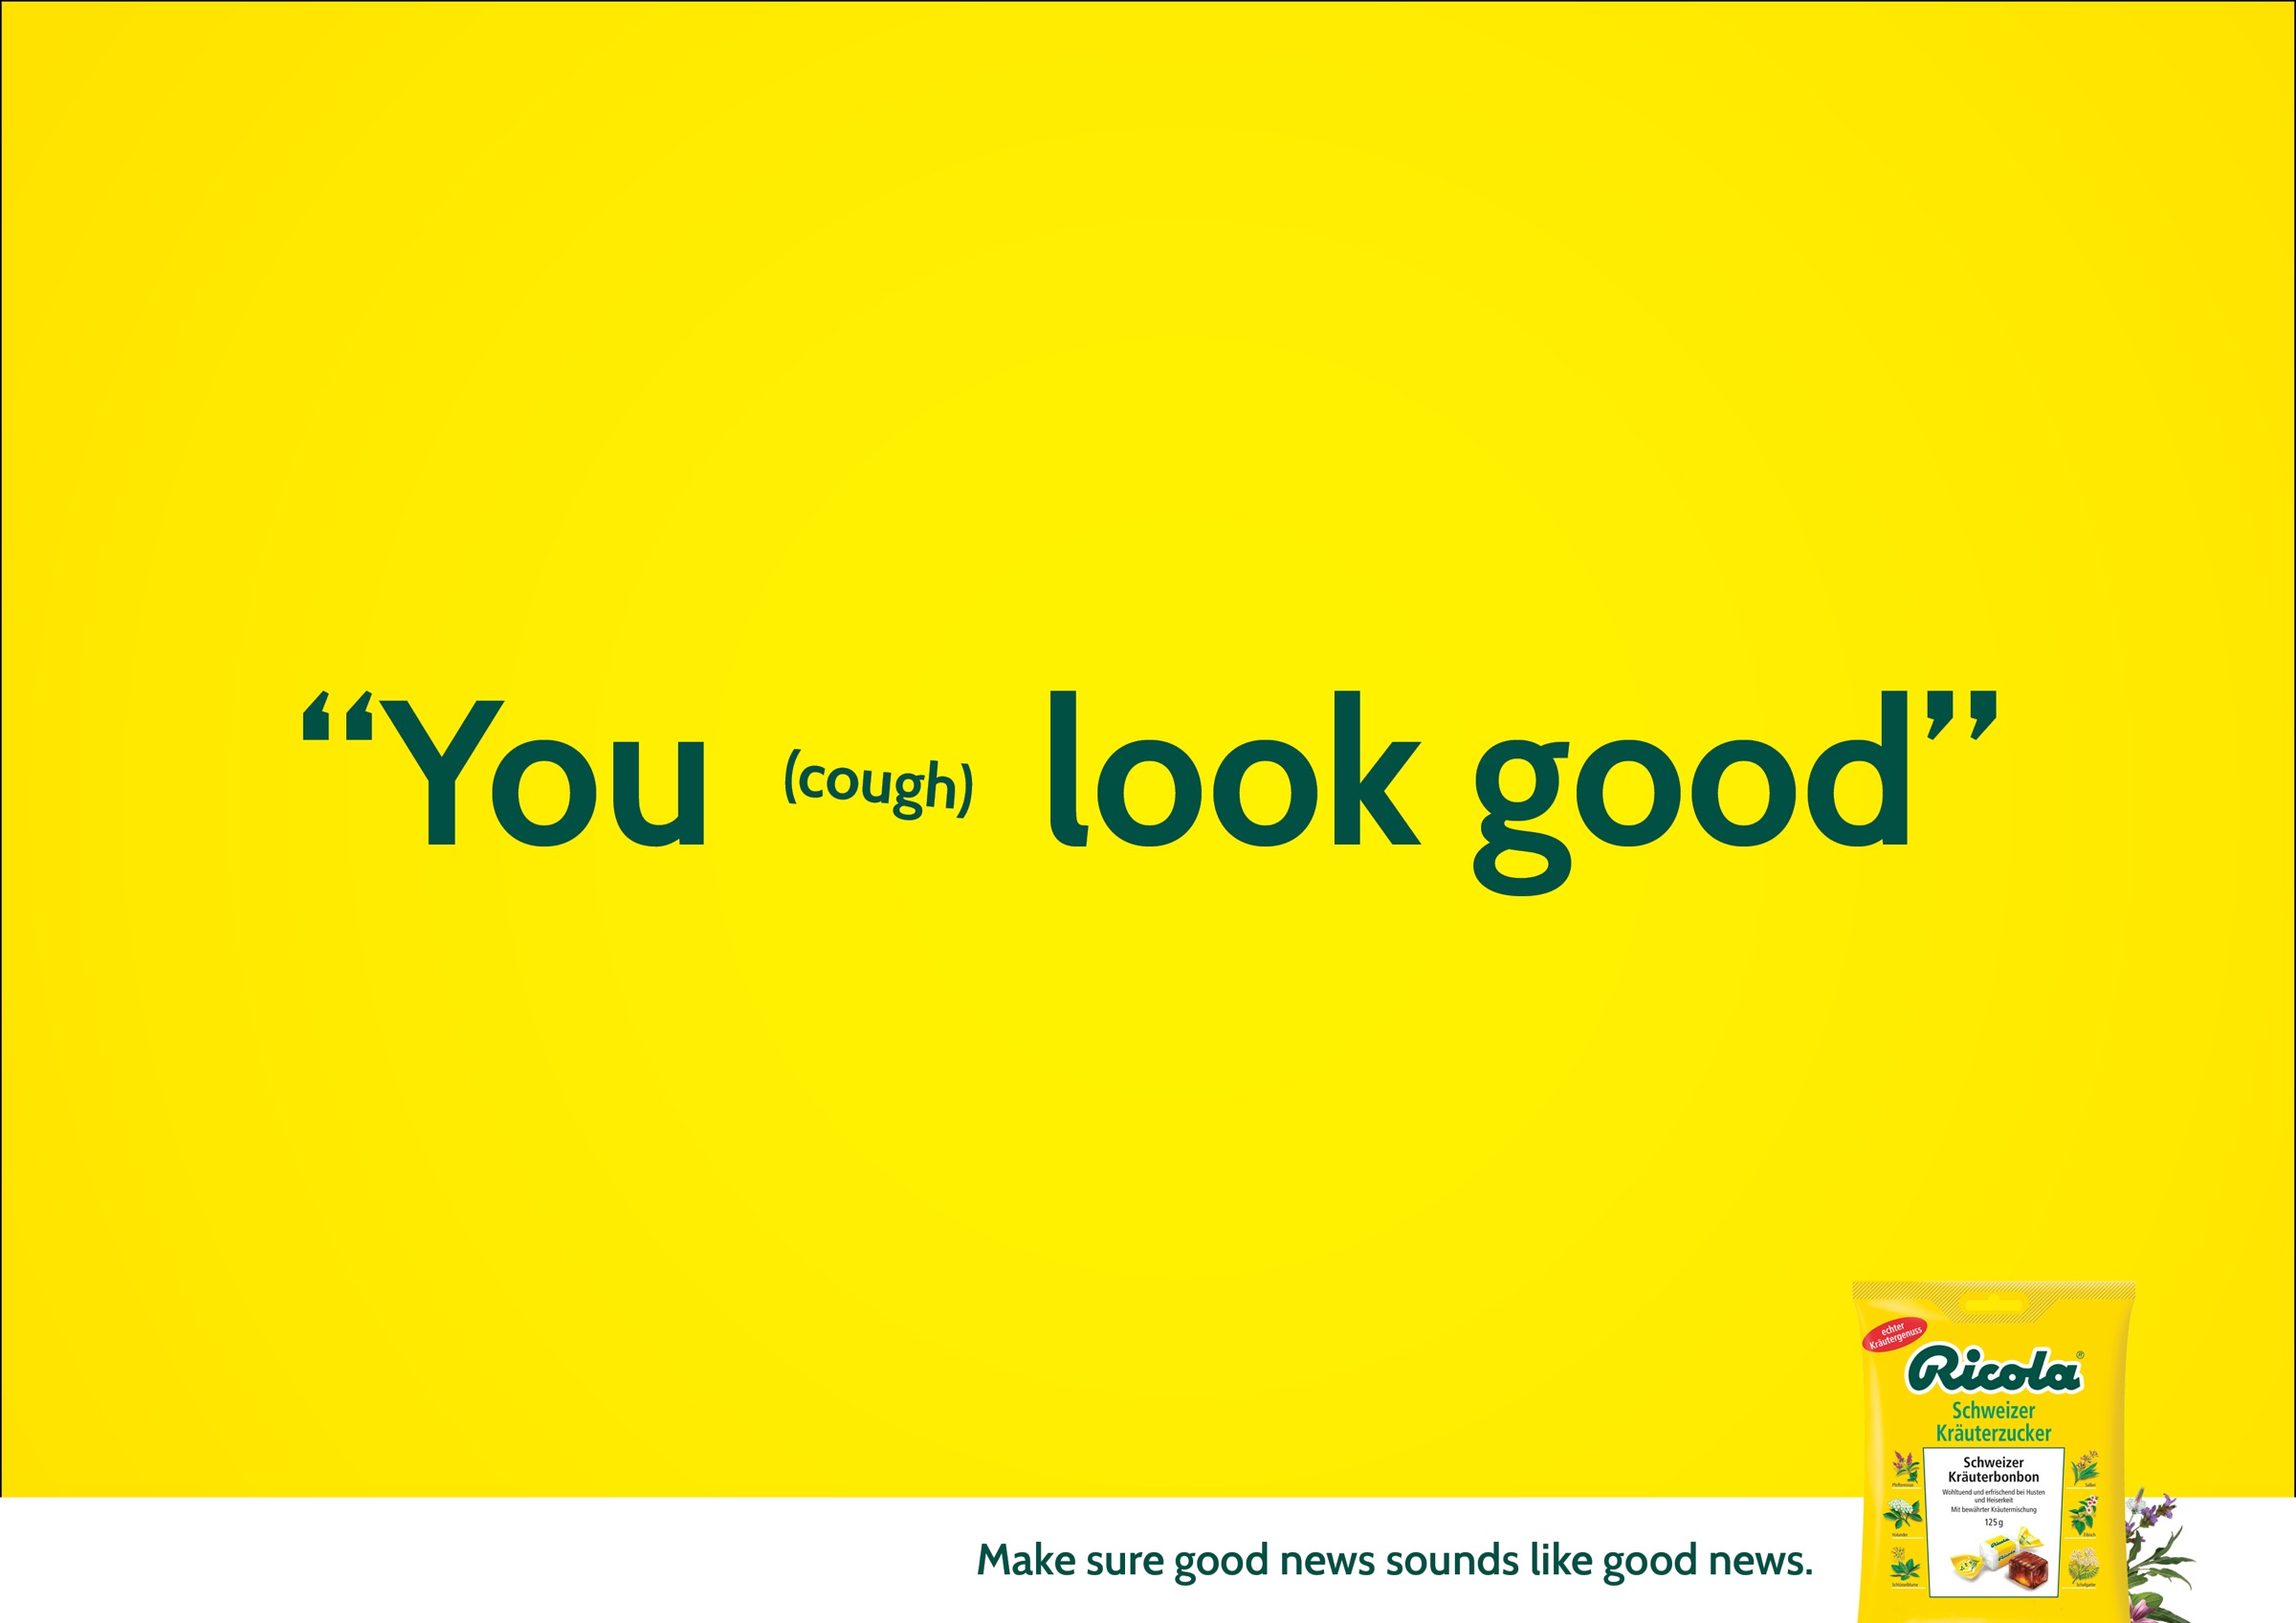 “You (cough) look good”
echter
Kräutergenuss
Ricola®
Schweizer
Kräuterzucker
Schweizer
Kräuterbonbon
Wohltuend und erfrischend bei Husten
und Heiserkeit
Mit bewährter Kräutermischung
125 g
Make sure good news sounds like good news.